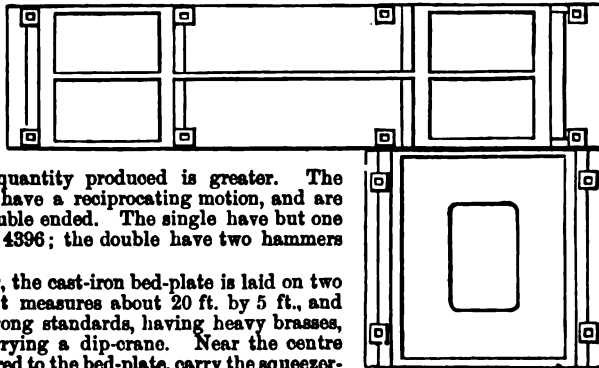 quantity produced is greater. The
have a reciprocating motion, and are
uble ended. The single have but one
4396; the double have two hammers
, the cast-iron bed-plate is laid on two
t measures about 20 ft. by 5 ft., and
rong standards, having heavy brasses,
rrying a dip-crane. Near the centre
red to the bed-plate, carry the squeezer-